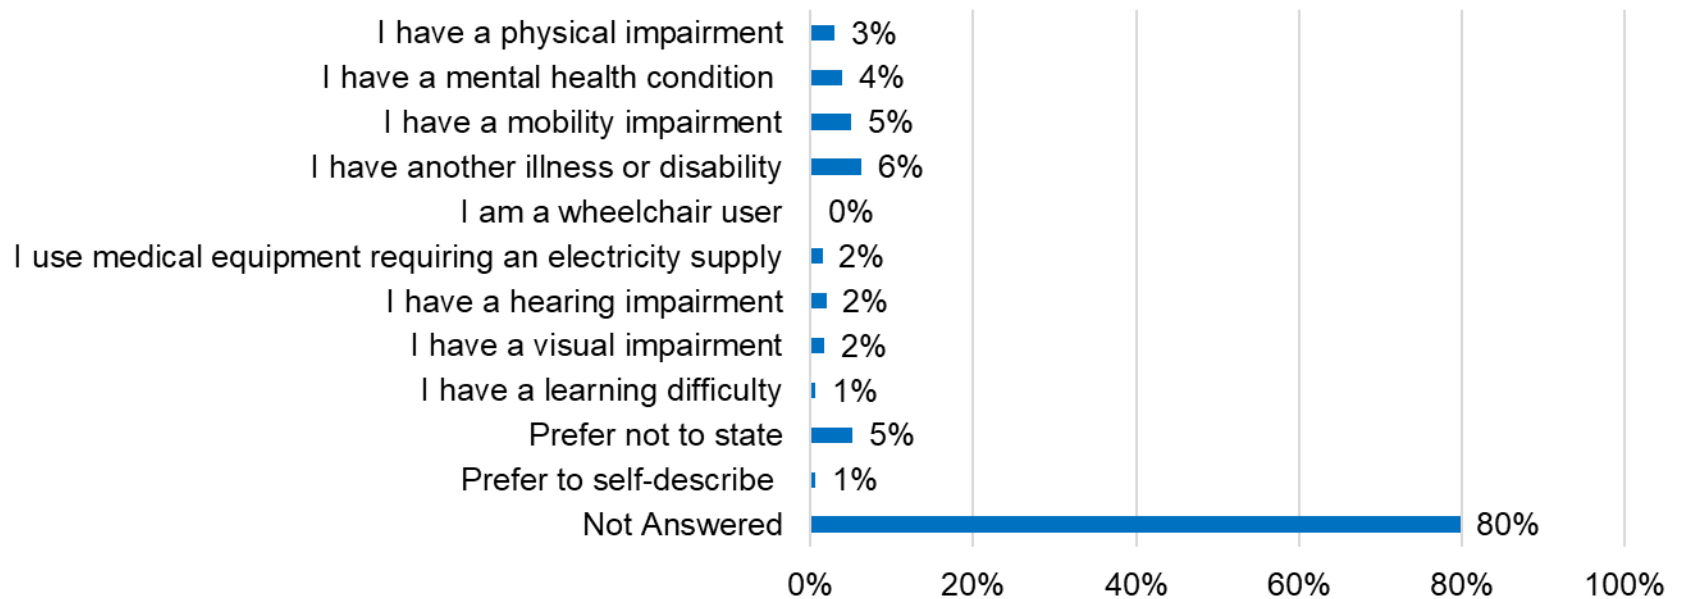 I have a physical impairment 3%
I have a mental health condition 4%
I have a mobility impairment 5%
I have another illness or disability 6%
I am a wheelchair user 0%
I use medical equipment requiring an electricity supply 2%
I have a hearing impairment 2%
I have a visual impairment 2%
I have a learning difficulty 1%
Prefer not to state 5%
Prefer to self-describe 1%
Not Answered 80%
0% 20% 40% 60% 80% 100%